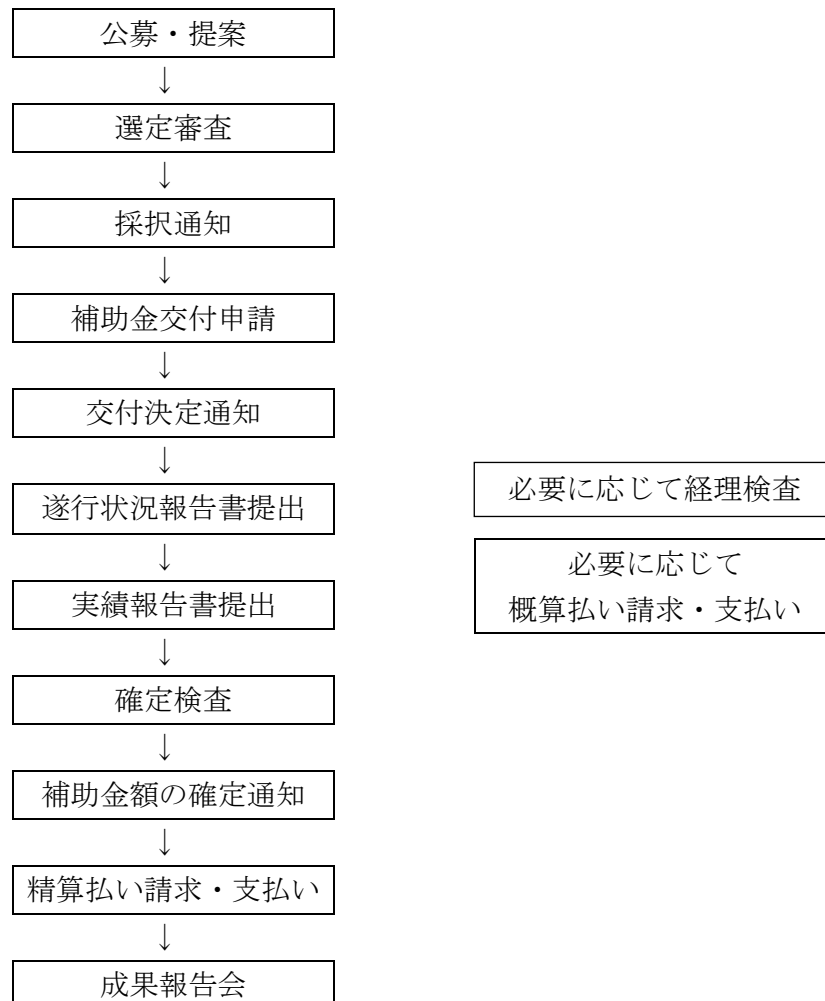 公募・提案
↓
選定審査
↓
採択通知
↓
補助金交付申請
↓
交付決定通知
↓
遂行状況報告書提出
↓
実績報告書提出
↓
確定検査
↓
補助金額の確定通知
↓
精算払い請求・支払い
↓
成果報告会
必要に応じて経理検査
必要に応じて
概算払い請求・支払い